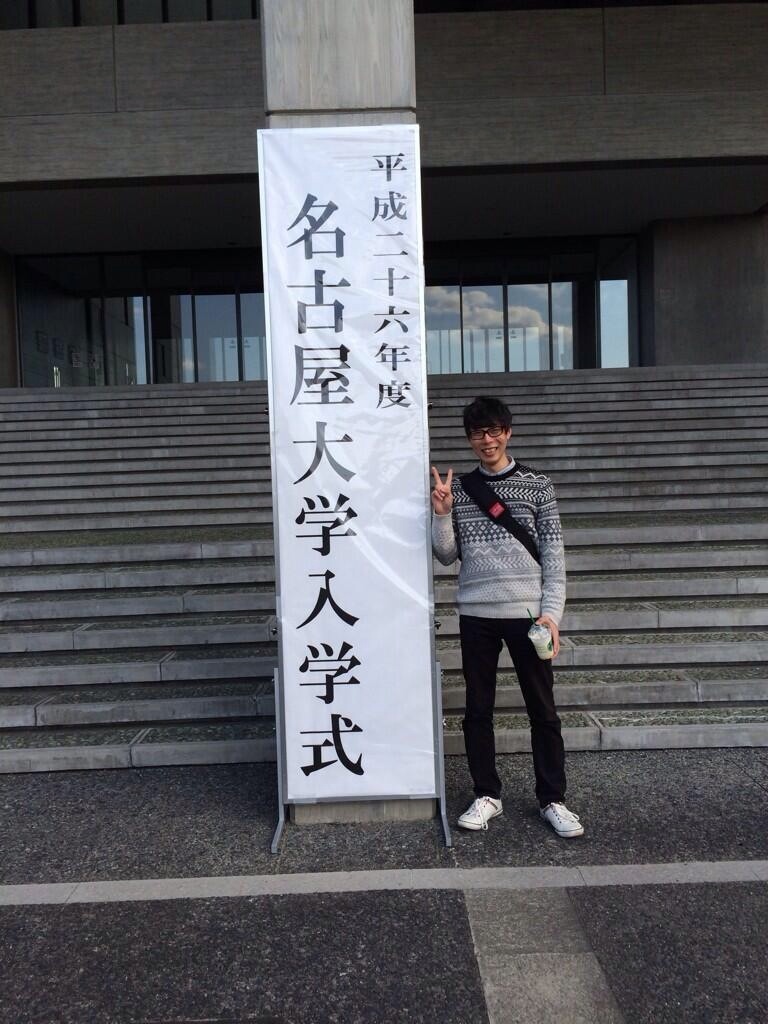 平成二十六年度
名古屋大学入学式